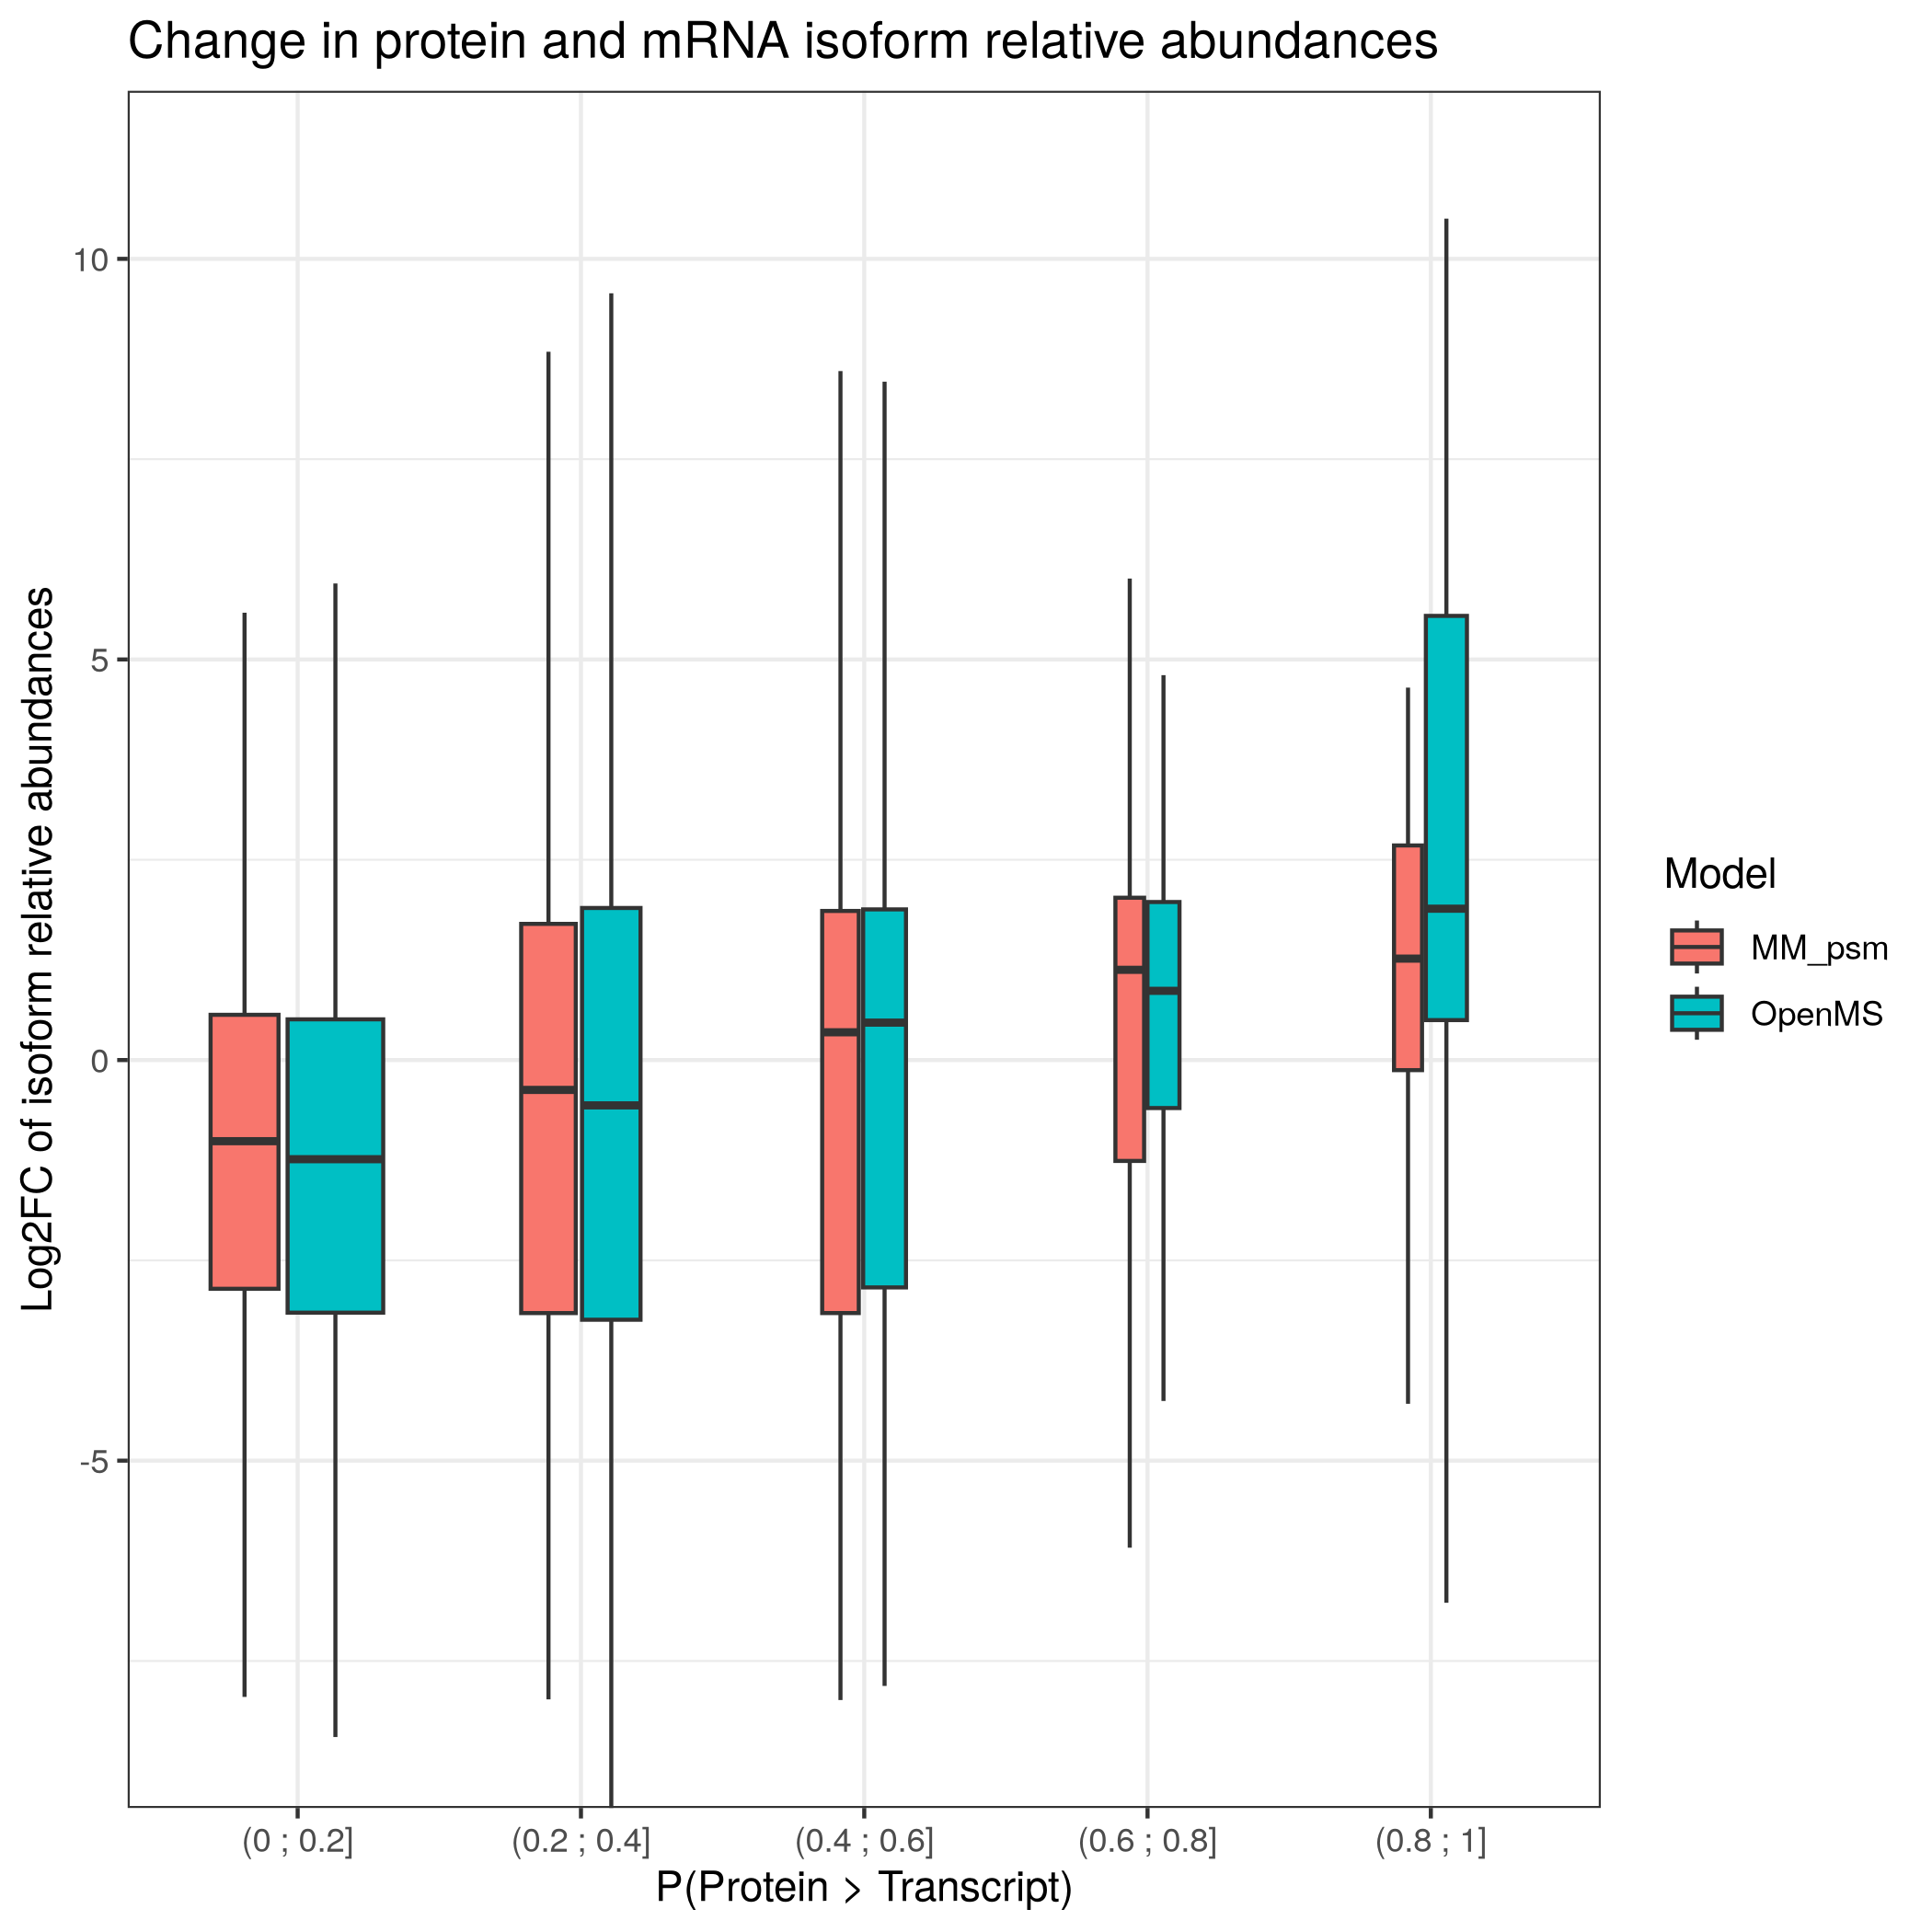 Change in protein and mRNA isoform relative abundances
Log2FC of isoform relative abundances
10
5
0
-5
(0 ; 0.2]
(0.2 ; 0.4]
(0.4 ; 0.6]
(0.6 ; 0.8]
(0.8 ; 1]
P(Protein > Transcript)
Model
MM_psm
OpenMS